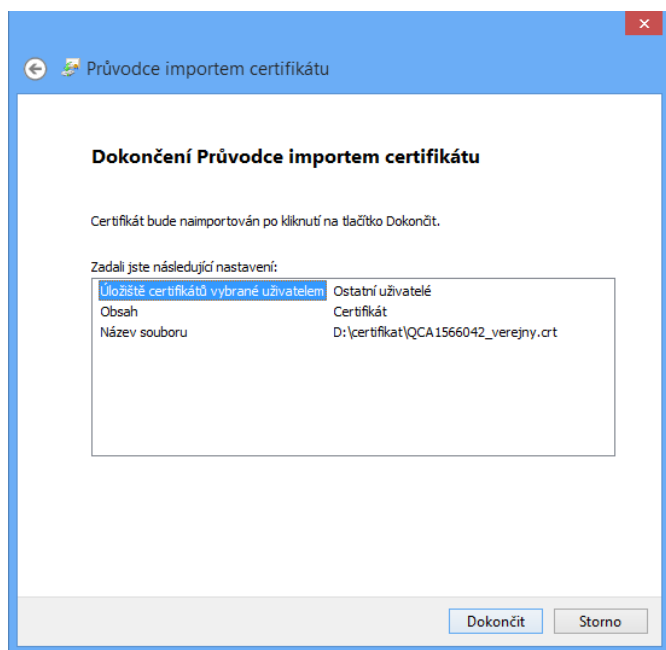 Průvodce importem certifikátu
Dokončení Průvodce importem certifikátu
Certifikát bude naimportován po kliknutí na tlačítko Dokončit.
Zadali jste následující nastavení:
Úložiště certifikátů vybrané uživatelem Ostatní uživatelé
Obsah Certifikát
Název souboru D:\certifikat\QCA1566042_verejny.crt
Dokončit Storno